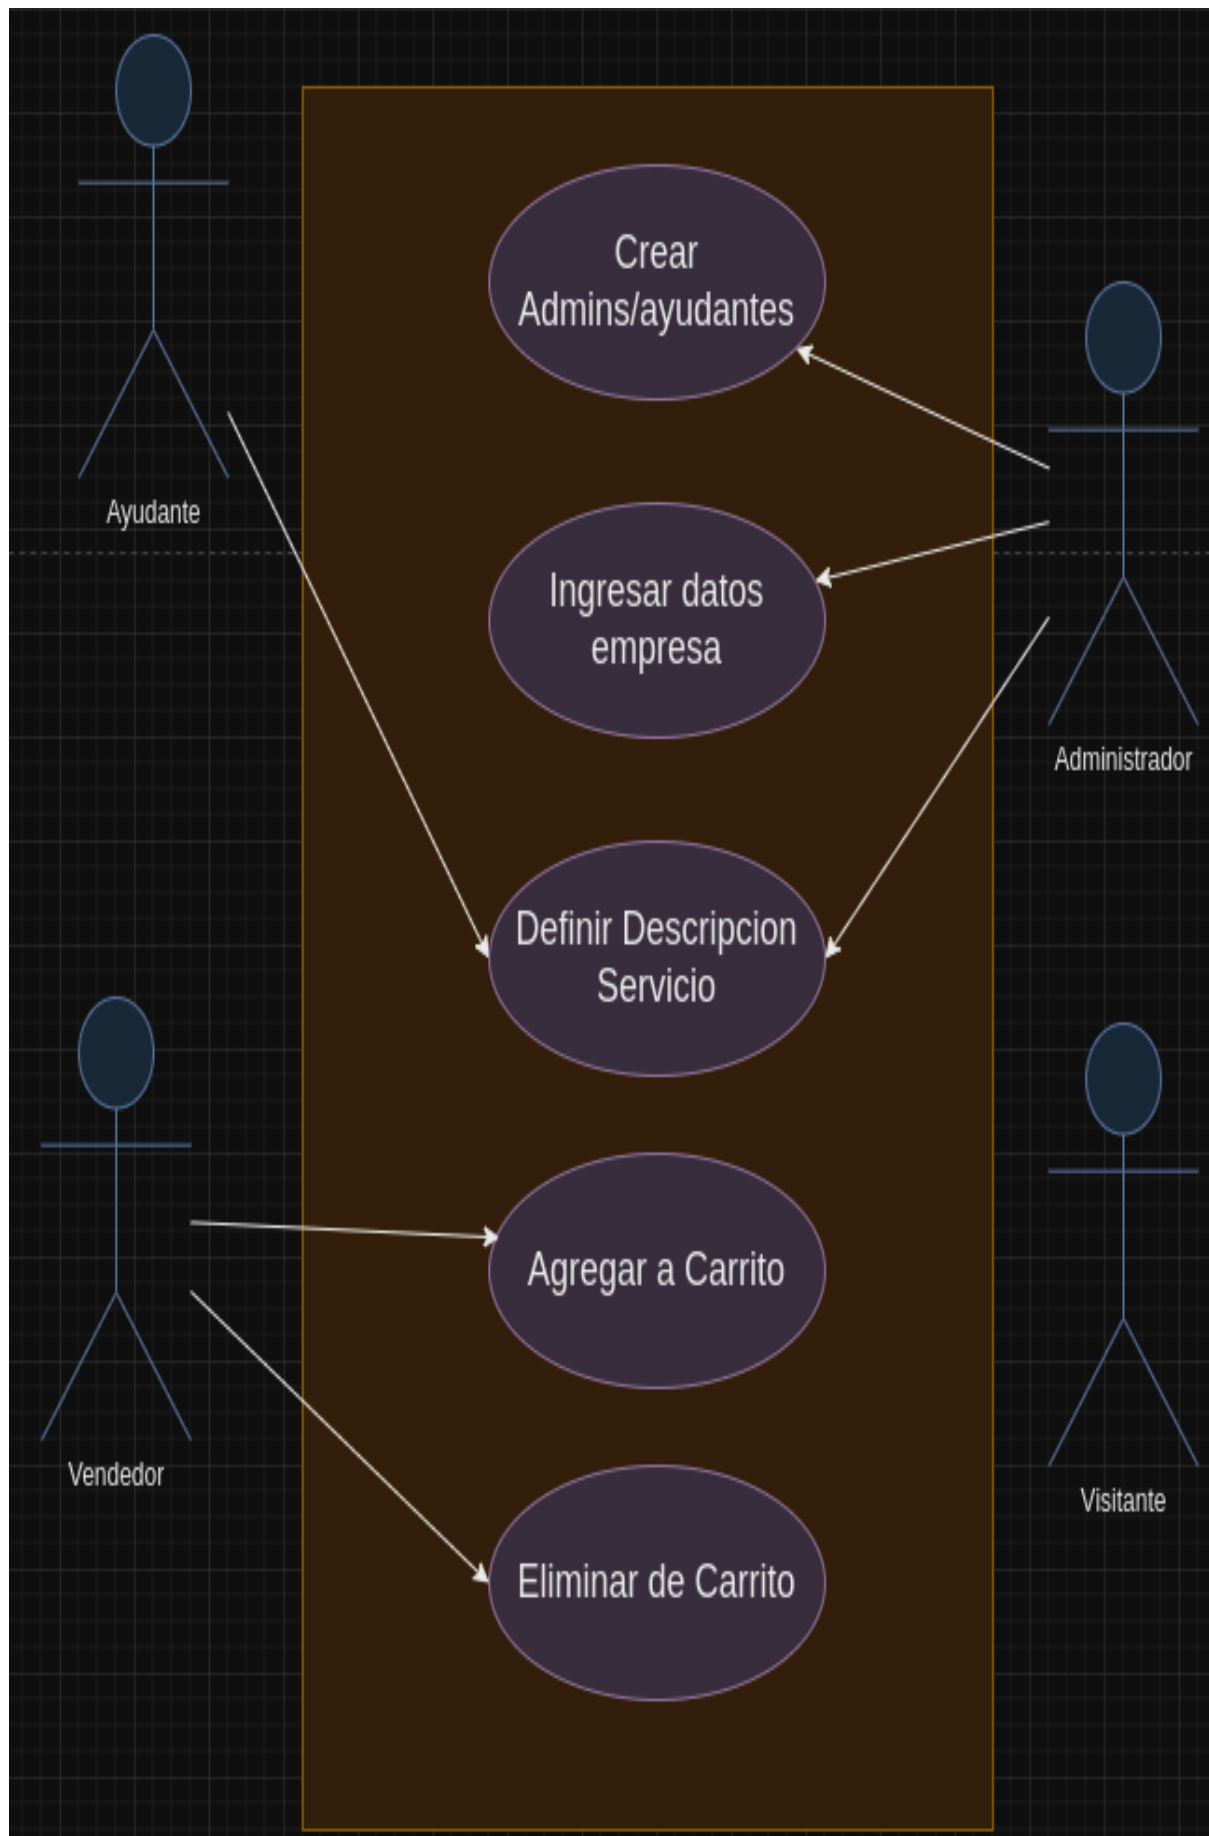 Crear
Admins/ayudantes
Ayudante
Ingresar datos
empresa
Administrador
Definir Descripcion
Servicio
Agregar a Carrito
Vendedor
Visitante
Eliminar de Carrito